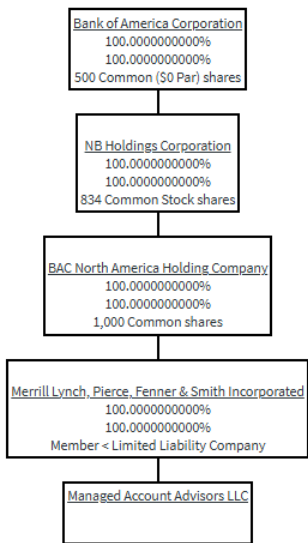 Bank of America Corporation
100.0000000000%
100.0000000000%
500 Common ($0 Par) shares
NB Holdings Corporation
100.0000000000%
100.0000000000%
834 Common Stock shares
BAC North America Holding Company
100.0000000000%
100.0000000000%
1,000 Common shares
Merrill Lynch, Pierce, Fenner & Smith Incorporated
100.0000000000%
100.0000000000%
Member < Limited Liability Company
Managed Account Advisors LLC